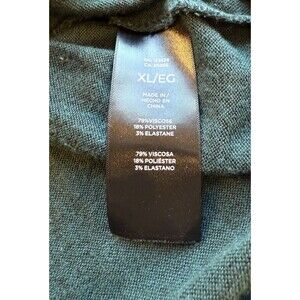 XL/EG
MADE IN/
HECHO EN
CHINA
79%VISCOSE
18% POLYESTER
3% ELASTANE
79%VISCOSA
18% POLIÉSTER
3% ELASTANO